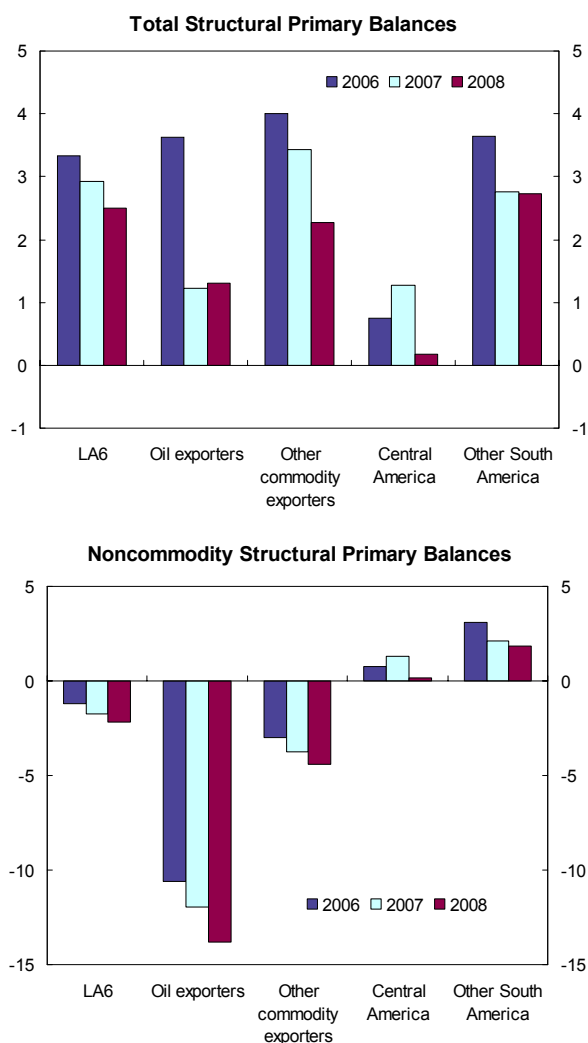 Total Structural Primary Balances
5 5
2006 2007 2008
4 4
3 3
2 2
1 1
0 0
-1 -1
LA6 Oil exporters Other commodity exporters Central America Other South America
Noncommodity Structural Primary Balances
5 5
0 0
-5 -5
-10 -10
2006 2007 2008
-15 -15
LA6 Oil exporters Other commodity exporters Central America Other South America